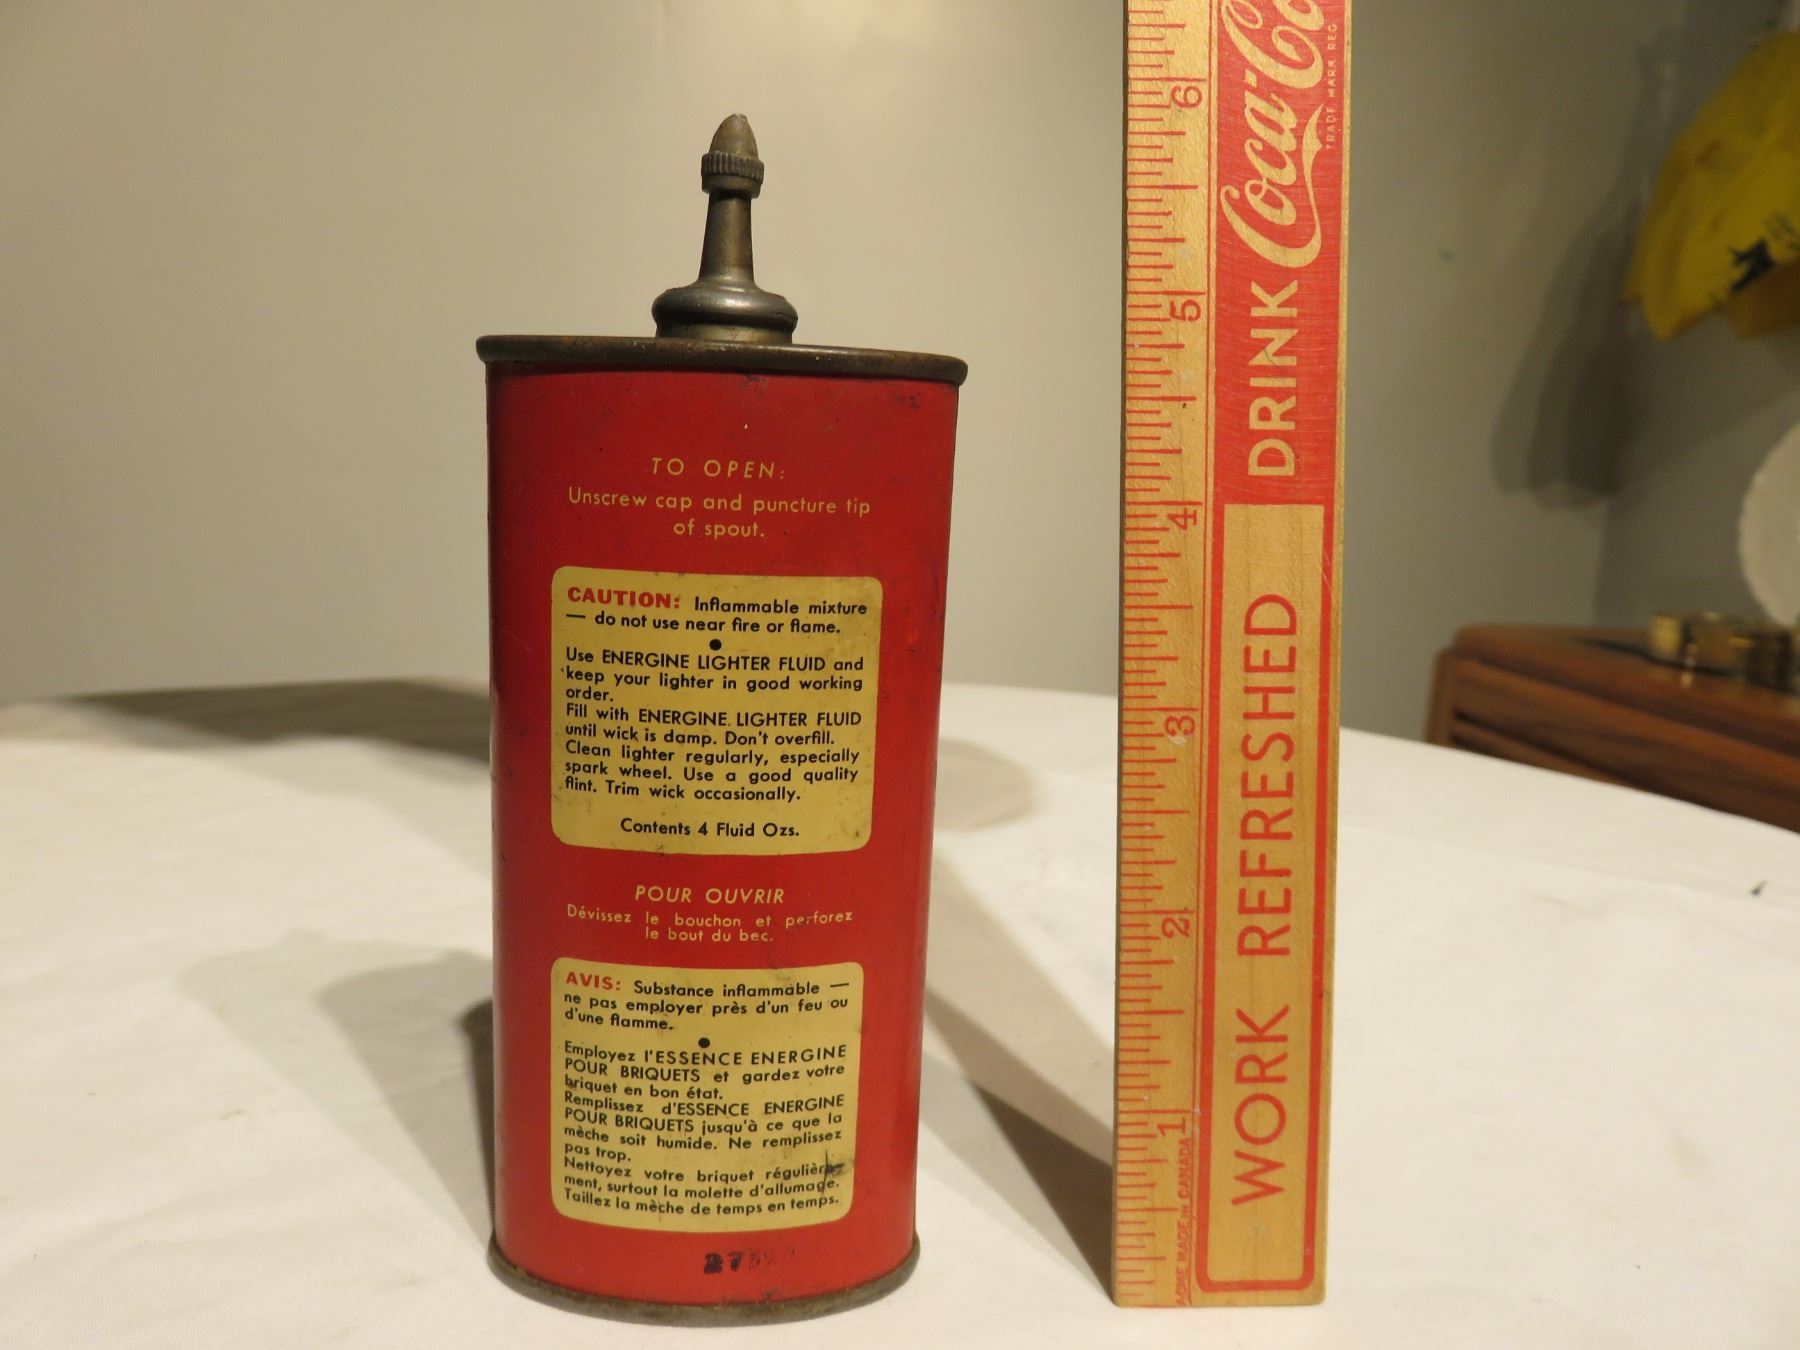 TO OPEN:
Unscrew cap and puncture tip
of spout.
CAUTION: Inflammable mixture
— do not use near fire or flame.
●
Use ENERGINE LIGHTER FLUID and
keep your lighter in good working
order.
Fill with ENERGINE LIGHTER FLUID
until wick is damp. Don't overfill.
Clean lighter regularly, especially
spark wheel. Use a good quality
flint. Trim wick occasionally.
Contents 4 Fluid Ozs.
POUR OUVRIR
Dévissez le bouchon et perforez
le bout du bec.
AVIS: Substance inflammable —
ne pas employer près d'un feu ou
d'une flamme.
●
Employez l'ESSENCE ENERGINE
POUR BRIQUETS et gardez votre
briquet en bon état.
Remplissez d'ESSENCE ENERGINE
POUR BRIQUETS jusqu'à ce que la
mèche soit humide. Ne remplissez
pas trop.
Nettoyez votre briquet régulière-
ment, surtout la molette d'allumage.
Taillez la mèche de temps en temps.
27
6
5
4
3
2
1
ACME MADE IN CANADA
WORK REFRESHED
DRINK Coca-Co
TRADE MARK REG